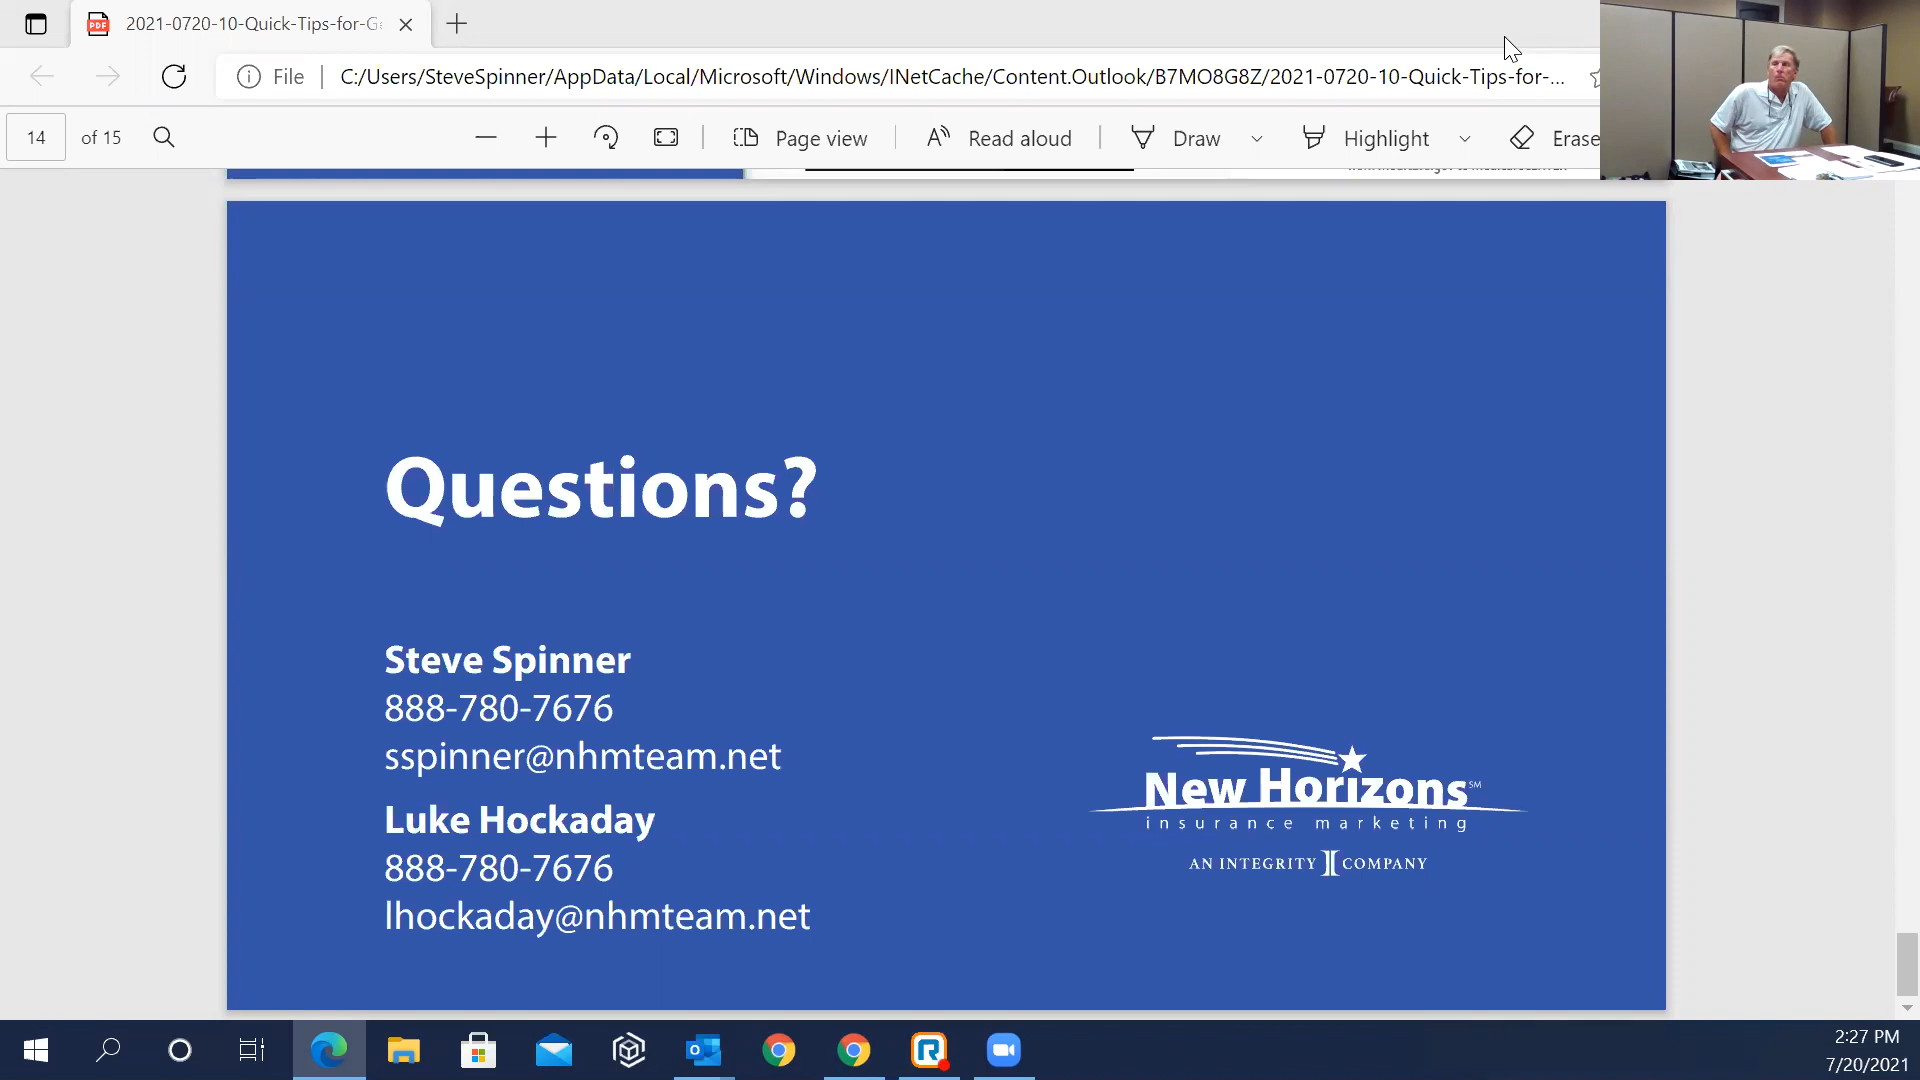 2021-0720-10-Quick-Tips-for-Ge
File
C:/Users/SteveSpinner/AppData/Local/Microsoft/Windows/INetCache/Content.Outlook/B7MO8G8Z/2021-0720-10-Quick-Tips-for-...
14 of 15
Page view
Read aloud
Draw
Highlight
Erase
Questions?
Steve Spinner
888-780-7676
sspinner@nhmteam.net
Luke Hockaday
888-780-7676
lhockaday@nhmteam.net
New Horizons SM
insurance marketing
AN INTEGRITY COMPANY
2:27 PM
7/20/2021